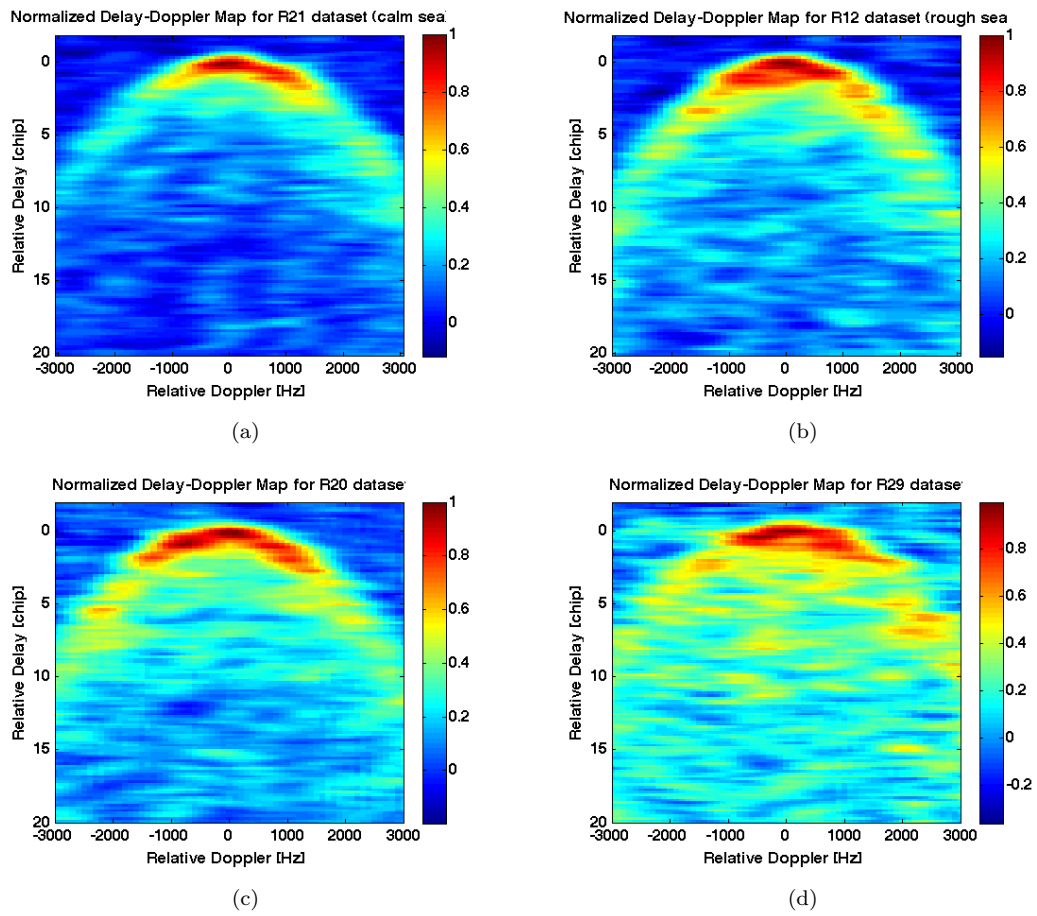 Normalized Delay-Doppler Map for R21 dataset (calm sea
Relative Delay [chip]
0
5
10
15
20
-3000 -2000 -1000 0 1000 2000 3000
Relative Doppler [Hz]
1
0.8
0.6
0.4
0.2
0
(a)
Normalized Delay-Doppler Map for R12 dataset (rough sea
Relative Delay [chip]
0
5
10
15
20
-3000 -2000 -1000 0 1000 2000 3000
Relative Doppler [Hz]
1
0.8
0.6
0.4
0.2
0
(b)
Normalized Delay-Doppler Map for R20 datase
Relative Delay [chip]
0
5
10
15
20
-3000 -2000 -1000 0 1000 2000 3000
Relative Doppler [Hz]
1
0.8
0.6
0.4
0.2
0
(c)
Normalized Delay-Doppler Map for R29 datase
Relative Delay [chip]
0
5
10
15
20
-3000 -2000 -1000 0 1000 2000 3000
Relative Doppler [Hz]
0.8
0.6
0.4
0.2
0
-0.2
(d)